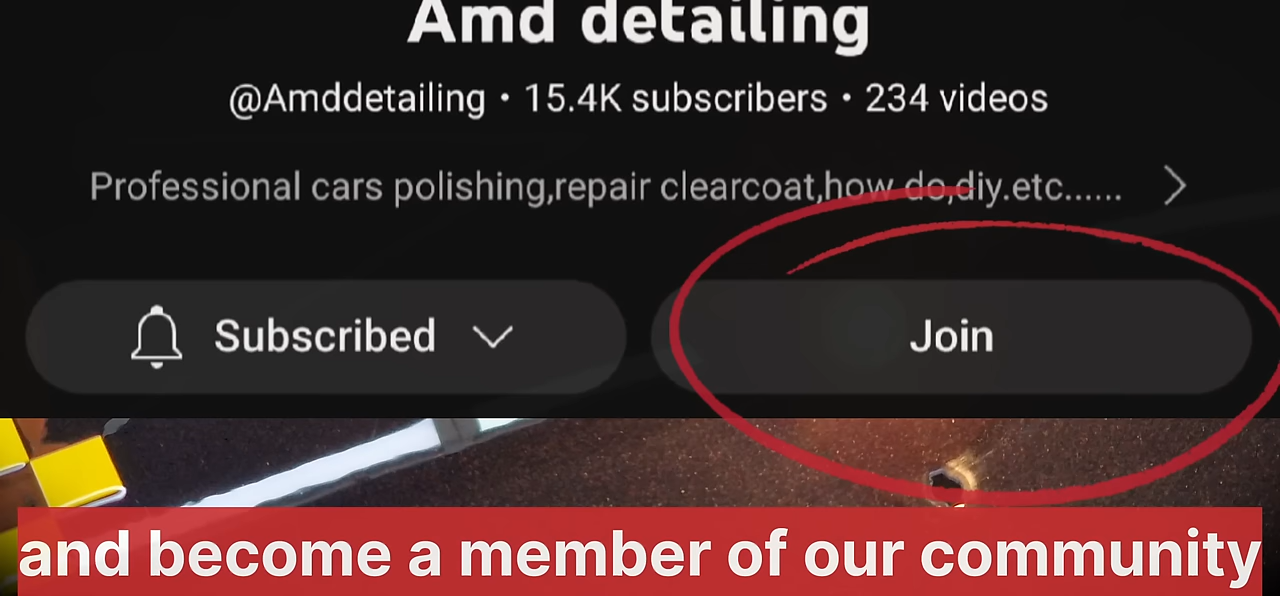 Amd detailing
@Amddetailing • 15.4K subscribers • 234 videos
Professional cars polishing,repair clearcoat,how do,diy.etc......
Subscribed
Join
and become a member of our community